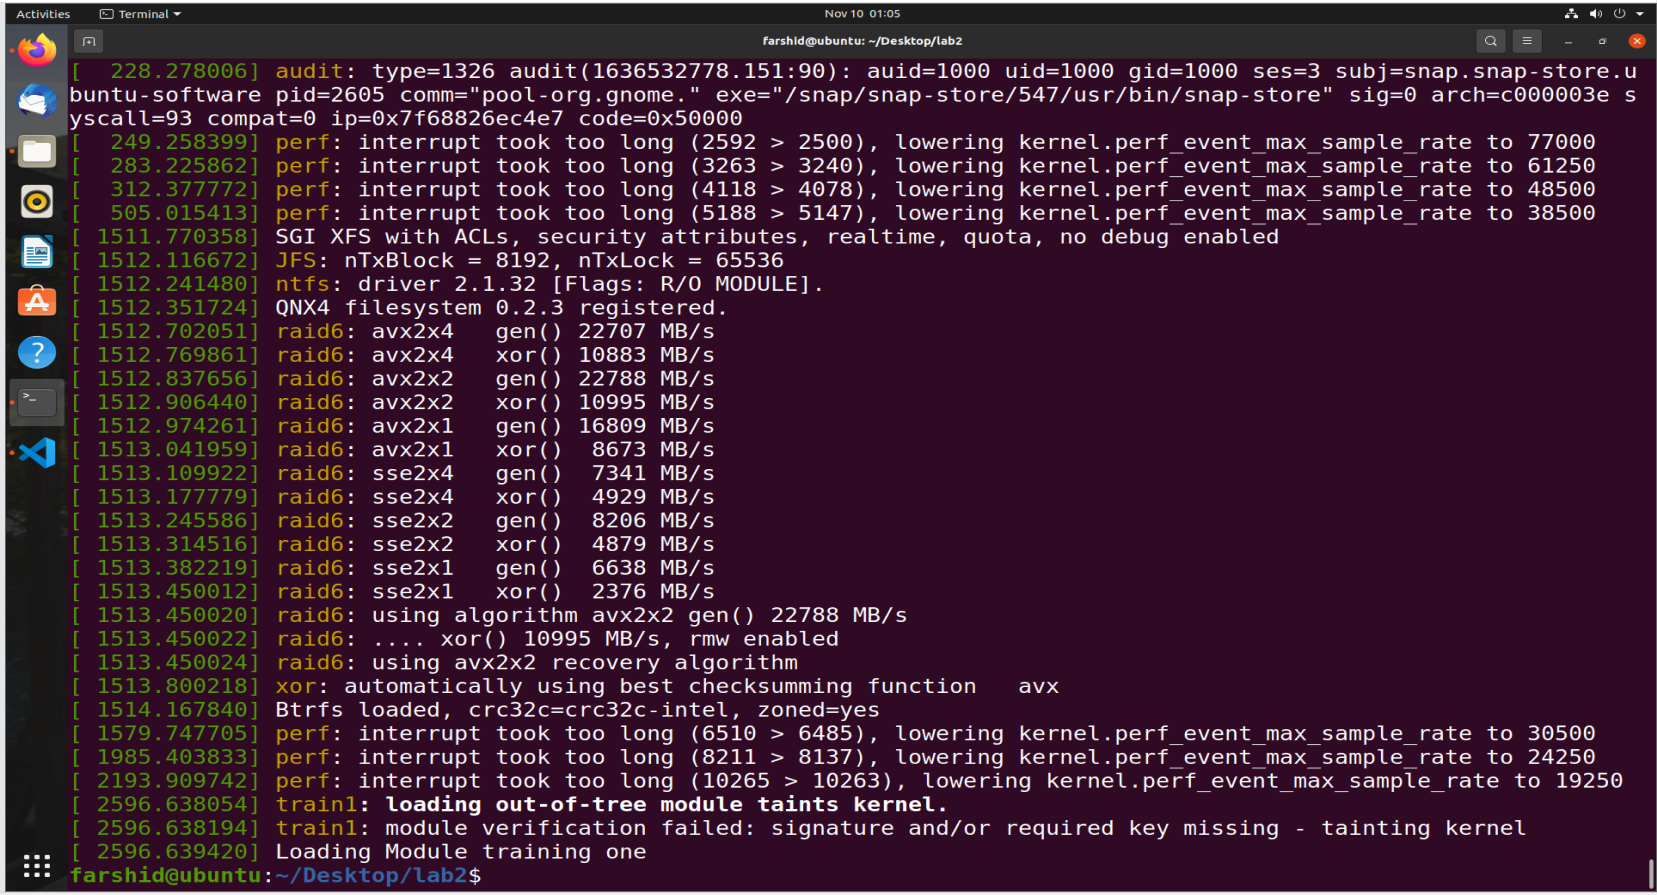 Activities Terminal Nov 10 01:05
farshid@ubuntu: ~/Desktop/lab2
[  228.278006] audit: type=1326 audit(1636532778.151:90): auid=1000 uid=1000 gid=1000 ses=3 subj=snap.snap-store.u
buntu-software pid=2605 comm="pool-org.gnome." exe="/snap/snap-store/547/usr/bin/snap-store" sig=0 arch=c000003e s
yscall=93 compat=0 ip=0x7f68826ec4e7 code=0x50000
[  249.258399] perf: interrupt took too long (2592 > 2500), lowering kernel.perf_event_max_sample_rate to 77000
[  283.225862] perf: interrupt took too long (3263 > 3240), lowering kernel.perf_event_max_sample_rate to 61250
[  312.377772] perf: interrupt took too long (4118 > 4078), lowering kernel.perf_event_max_sample_rate to 48500
[  505.015413] perf: interrupt took too long (5188 > 5147), lowering kernel.perf_event_max_sample_rate to 38500
[ 1511.770358] SGI XFS with ACLs, security attributes, realtime, quota, no debug enabled
[ 1512.116672] JFS: nTxBlock = 8192, nTxLock = 65536
[ 1512.241480] ntfs: driver 2.1.32 [Flags: R/O MODULE].
[ 1512.351724] QNX4 filesystem 0.2.3 registered.
[ 1512.702051] raid6: avx2x4   gen() 22707 MB/s
[ 1512.769861] raid6: avx2x4   xor() 10883 MB/s
[ 1512.837656] raid6: avx2x2   gen() 22788 MB/s
[ 1512.906440] raid6: avx2x2   xor() 10995 MB/s
[ 1512.974261] raid6: avx2x1   gen() 16809 MB/s
[ 1513.041959] raid6: avx2x1   xor()  8673 MB/s
[ 1513.109922] raid6: sse2x4   gen()  7341 MB/s
[ 1513.177779] raid6: sse2x4   xor()  4929 MB/s
[ 1513.245586] raid6: sse2x2   gen()  8206 MB/s
[ 1513.314516] raid6: sse2x2   xor()  4879 MB/s
[ 1513.382219] raid6: sse2x1   gen()  6638 MB/s
[ 1513.450012] raid6: sse2x1   xor()  2376 MB/s
[ 1513.450020] raid6: using algorithm avx2x2 gen() 22788 MB/s
[ 1513.450022] raid6: .... xor() 10995 MB/s, rmw enabled
[ 1513.450024] raid6: using avx2x2 recovery algorithm
[ 1513.800218] xor: automatically using best checksumming function   avx
[ 1514.167840] Btrfs loaded, crc32c=crc32c-intel, zoned=yes
[ 1579.747705] perf: interrupt took too long (6510 > 6485), lowering kernel.perf_event_max_sample_rate to 30500
[ 1985.403833] perf: interrupt took too long (8211 > 8137), lowering kernel.perf_event_max_sample_rate to 24250
[ 2193.909742] perf: interrupt took too long (10265 > 10263), lowering kernel.perf_event_max_sample_rate to 19250
[ 2596.638054] train1: loading out-of-tree module taints kernel.
[ 2596.638194] train1: module verification failed: signature and/or required key missing - tainting kernel
[ 2596.639420] Loading Module training one
farshid@ubuntu:~/Desktop/lab2$